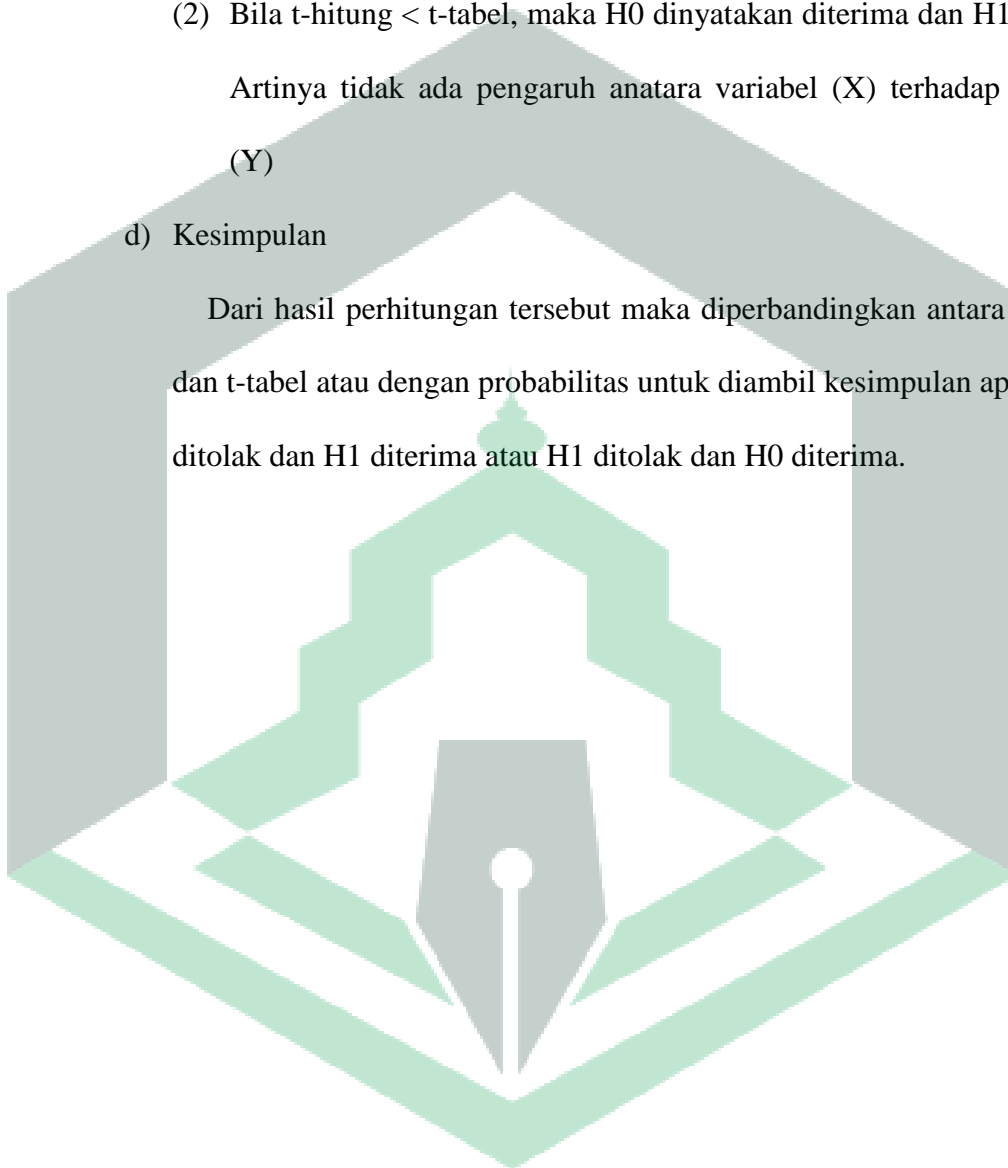 (2) Bila t-hitung < t-tabel, maka H0 dinyatakan diterima dan H1
Artinya tidak ada pengaruh anatara variabel (X) terhadap
(Y)
d) Kesimpulan
Dari hasil perhitungan tersebut maka diperbandingkan antara
dan t-tabel atau dengan probabilitas untuk diambil kesimpulan ap
ditolak dan H1 diterima atau H1 ditolak dan H0 diterima.